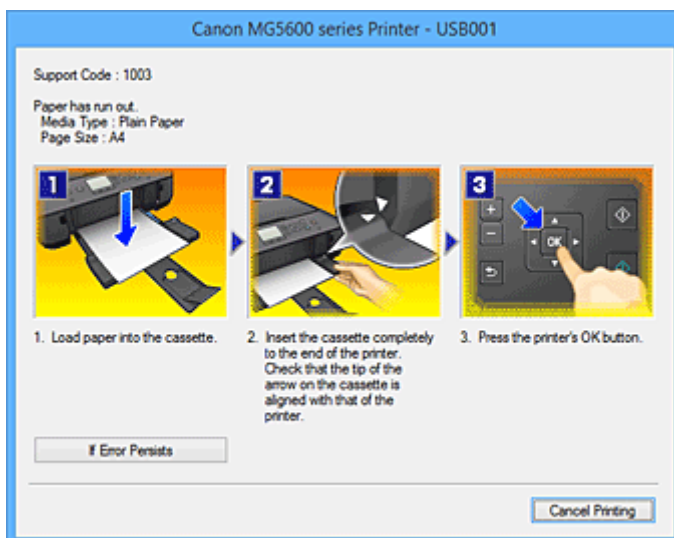 Canon MG5600 series Printer - USB001
Support Code : 1003
Paper has run out.
Media Type : Plain Paper
Page Size : A4
1
2
3
OK
1. Load paper into the cassette.
2. Insert the cassette completely
to the end of the printer.
Check that the tip of the
arrow on the cassette is
aligned with that of the
printer.
3. Press the printer's OK button.
If Error Persists
Cancel Printing